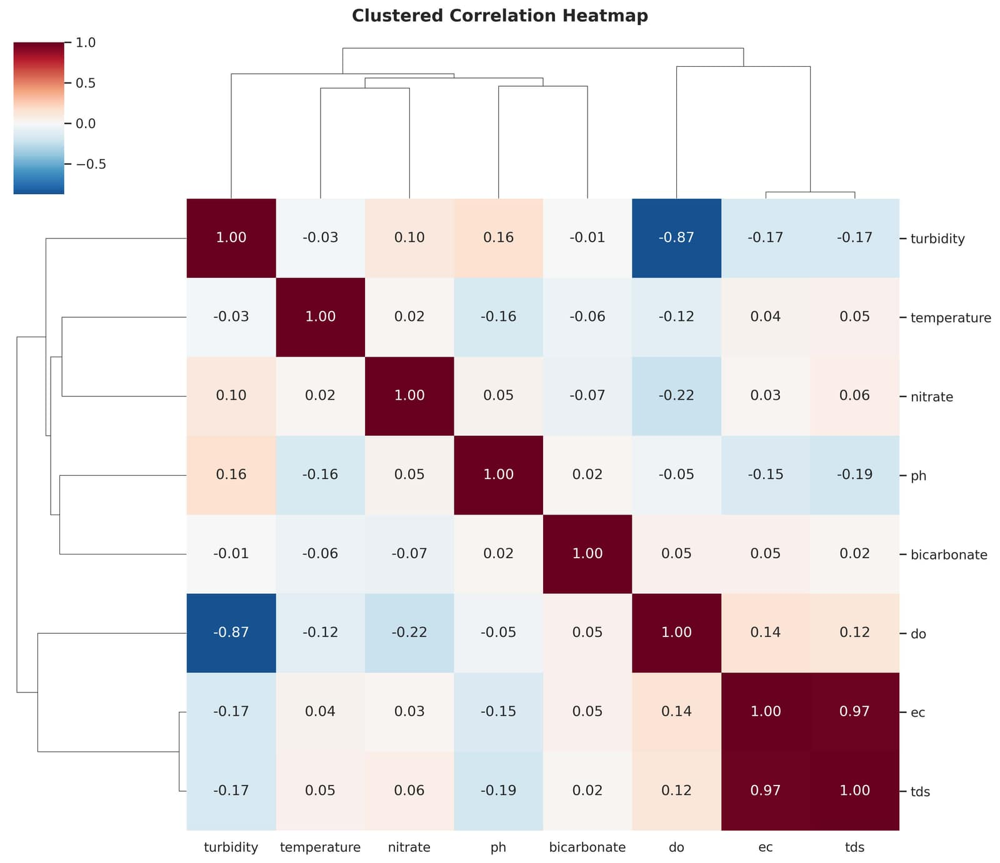 Clustered Correlation Heatmap
1.0
0.5
0.0
−0.5
1.00 -0.03 0.10 0.16 -0.01 -0.87 -0.17 -0.17 turbidity
-0.03 1.00 0.02 -0.16 -0.06 -0.12 0.04 0.05 temperature
0.10 0.02 1.00 0.05 -0.07 -0.22 0.03 0.06 nitrate
0.16 -0.16 0.05 1.00 0.02 -0.05 -0.15 -0.19 ph
-0.01 -0.06 -0.07 0.02 1.00 0.05 0.05 0.02 bicarbonate
-0.87 -0.12 -0.22 -0.05 0.05 1.00 0.14 0.12 do
-0.17 0.04 0.03 -0.15 0.05 0.14 1.00 0.97 ec
-0.17 0.05 0.06 -0.19 0.02 0.12 0.97 1.00 tds
turbidity temperature nitrate ph bicarbonate do ec tds